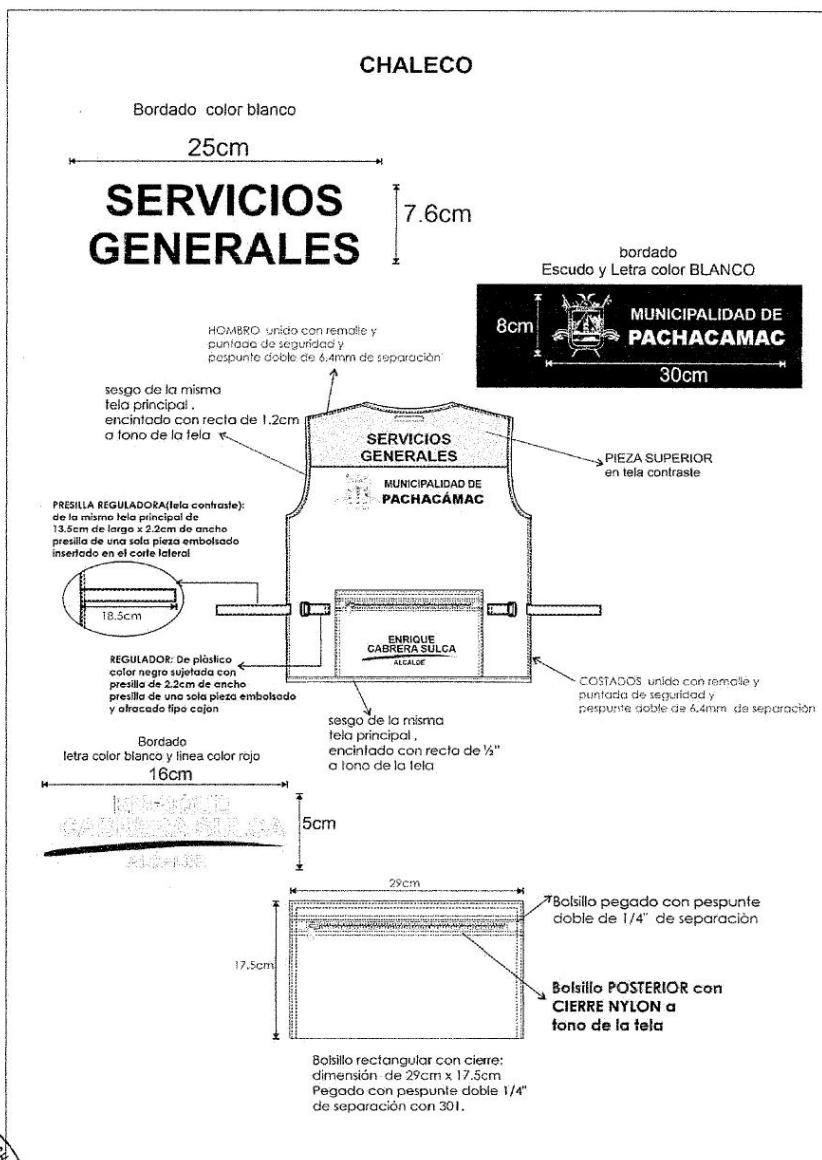 CHALECO
Bordado color blanco
25cm
SERVICIOS
GENERALES
7.6cm
bordado
Escudo y Letra color BLANCO
8cm
MUNICIPALIDAD DE
PACHACAMAC
30cm
HOMBRO unido con remalle y
puntada de seguridad y
pespunte doble de 6.4mm de separación
sesgo de la misma
tela principal .
encintado con recta de 1.2cm
a tono de la tela
SERVICIOS
GENERALES
PIEZA SUPERIOR
en tela contraste
MUNICIPALIDAD DE
PACHACÁMAC
PRESILLA REGULADORA(tela contraste):
de la misma tela principal de
13.5cm de largo x 2.2cm de ancho
presilla de una sola pieza embolsado
insertado en el corte lateral
18.5cm
ENRIQUE
CABRERA SULCA
ALCALDE
REGULADOR: De plástico
color negro sujetada con
presilla de 2.2cm de ancho
presilla de una sola pieza embolsado
y atracado tipo cajon
COSTADOS unido con remalle y
puntada de seguridad y
pespunte doble de 6.4mm de separación
sesgo de la misma
tela principal ,
encintado con recta de ½"
a tono de la tela
Bordado
letra color blanco y linea color rojo
16cm
ENRIQUE
CABRERA SULCA
ALCALDE
5cm
29cm
17.5cm
Bolsillo pegado con pespunte
doble de 1/4" de separación
Bolsillo POSTERIOR con
CIERRE NYLON a
tono de la tela
Bolsillo rectangular con cierre:
dimensión de 29cm x 17.5cm
Pegado con pespunte doble 1/4"
de separación con 301.